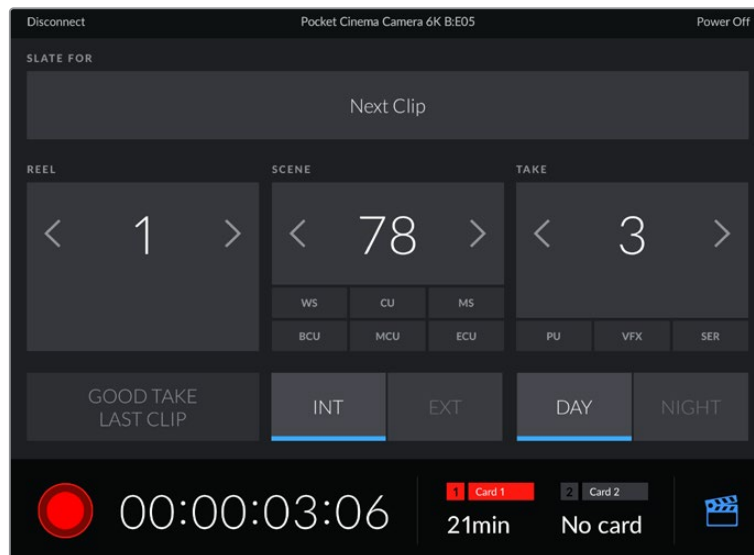 Disconnect Pocket Cinema Camera 6K B:E05 Power Off
SLATE FOR
Next Clip
REEL SCENE TAKE
< 1 > < 78 > < 3 >
WS CU MS
BCU MCU ECU PU VFX SER
GOOD TAKE
LAST CLIP
INT EXT DAY NIGHT
1 Card 1 2 Card 2
00:00:03:06 21min No card